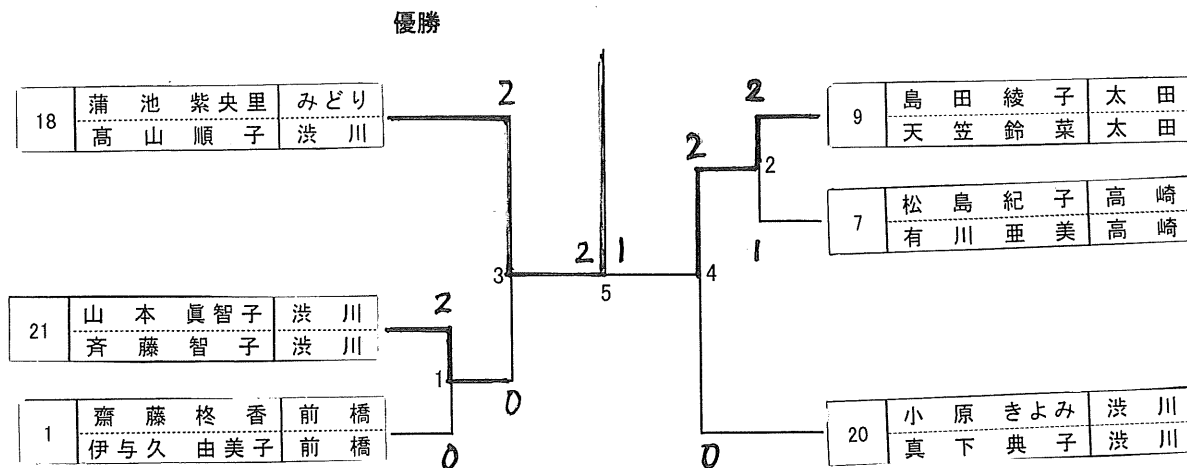 優勝
18 蒲池紫央里 みどり
髙山順子 渋川
2
2
9 島田綾子 太田
天笠鈴菜 太田
2
2
7 松島紀子 高崎
有川亜美 高崎
1
3
2 1
5
4
21 山本眞智子 渋川
斉藤智子 渋川
2
1
0
1 齋藤柊香 前橋
伊与久由美子 前橋
0
20 小原きよみ 渋川
真下典子 渋川
0